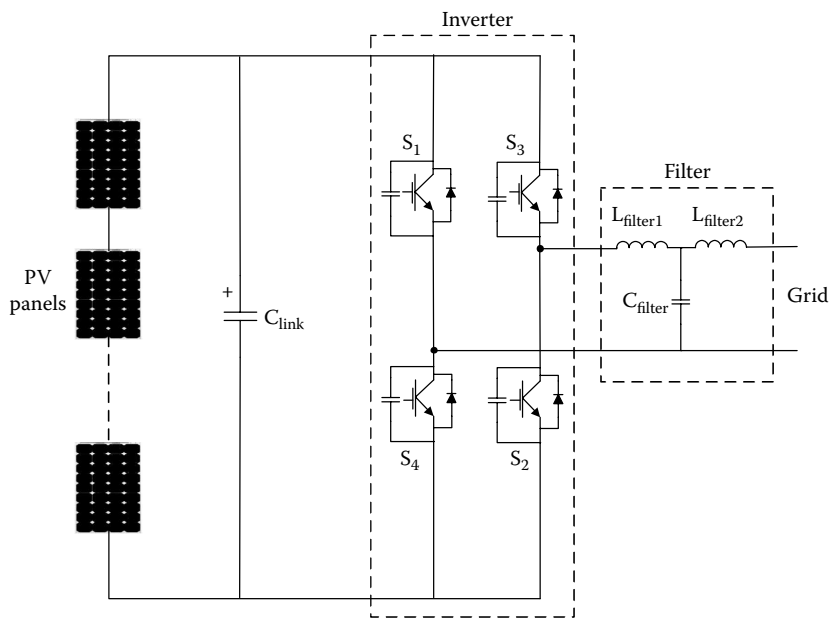 Inverter
S1
S3
Filter
Lfilter1
Lfilter2
PV
panels
+
Clink
Cfilter
Grid
S4
S2